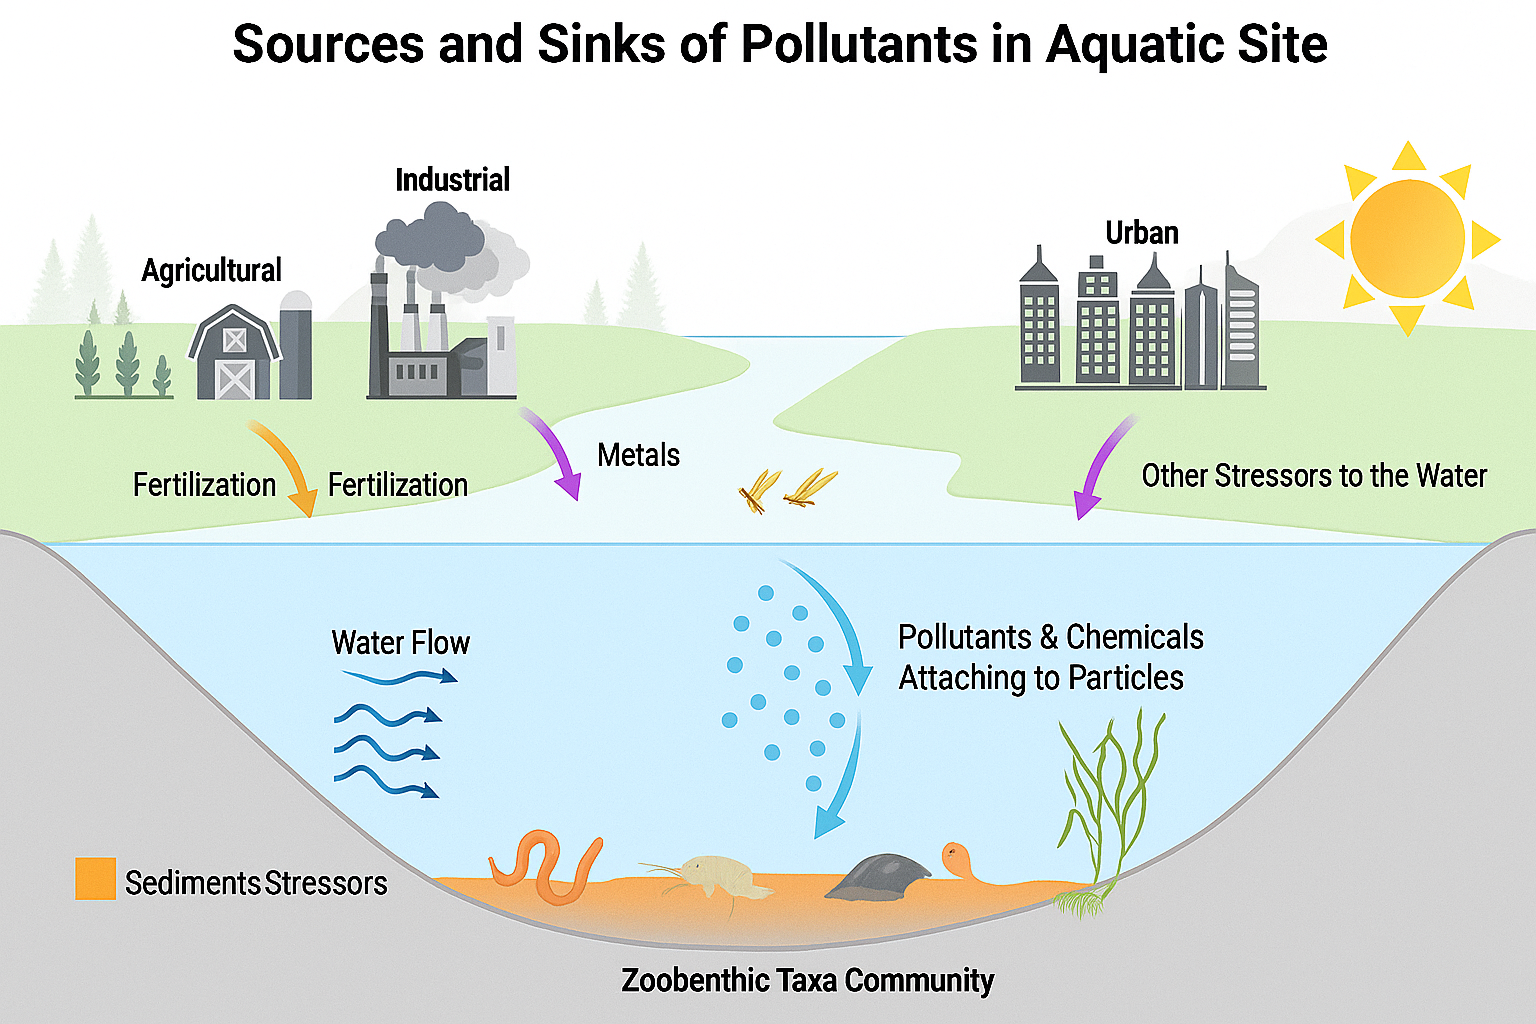 Sources and Sinks of Pollutants in Aquatic Site
Industrial
Urban
Agricultural
Metals
Other Stressors to the Water
Fertilization
Fertilization
Water Flow
Pollutants & Chemicals
Attaching to Particles
Sediments Stressors
Zoobenthic Taxa Community